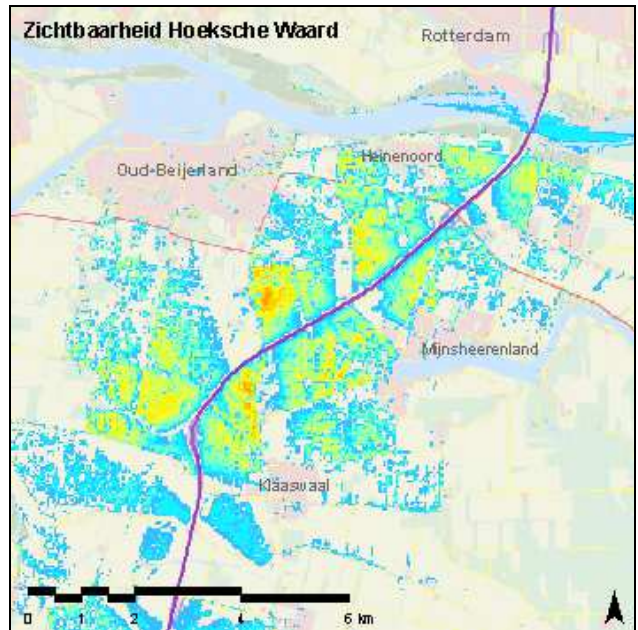 Zichtbaarheid Hoeksche Waard
Rotterdam
Heinenoord
Oud-Beijerland
Mijnsheerenland
Klaaswaal
0 1 2 4 6 km